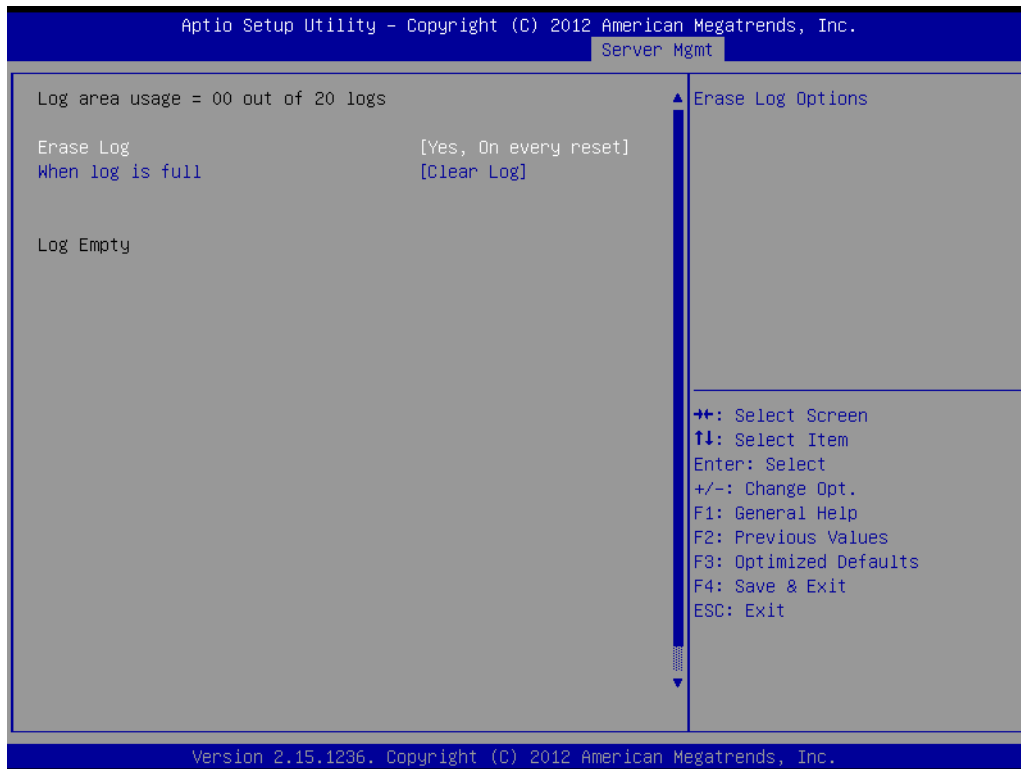 Aptio Setup Utility – Copyright (C) 2012 American Megatrends, Inc.
Server Mgmt
Log area usage = 00 out of 20 logs
Erase Log [Yes, On every reset]
When log is full [Clear Log]
Log Empty
Erase Log Options
→←: Select Screen
↑↓: Select Item
Enter: Select
+/-: Change Opt.
F1: General Help
F2: Previous Values
F3: Optimized Defaults
F4: Save & Exit
ESC: Exit
Version 2.15.1236. Copyright (C) 2012 American Megatrends, Inc.